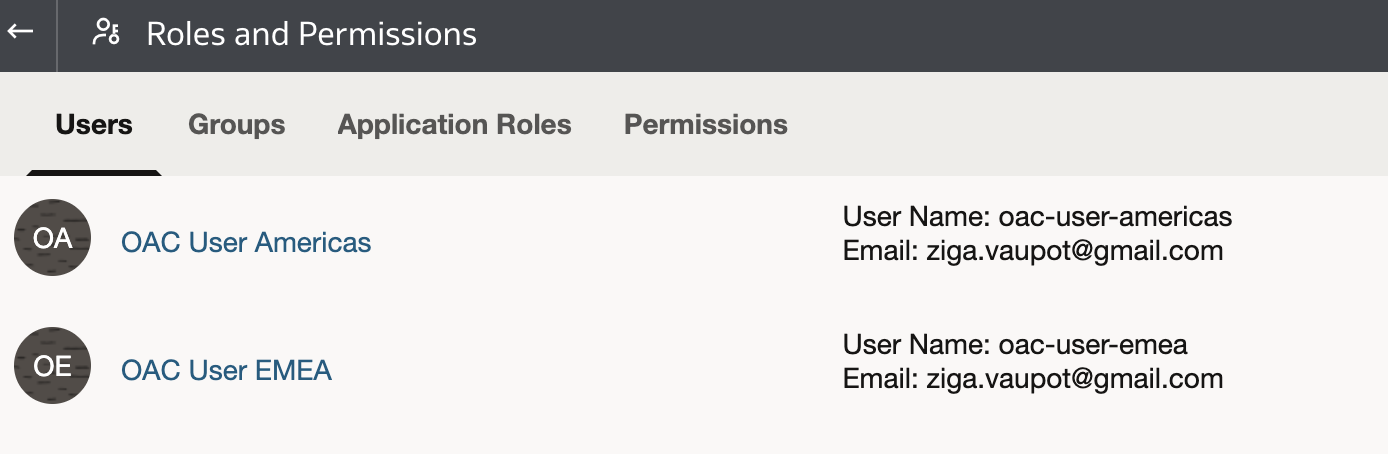 Roles and Permissions
Users Groups Application Roles Permissions
OA
OAC User Americas
User Name: oac-user-americas
Email: ziga.vaupot@gmail.com
OE
OAC User EMEA
User Name: oac-user-emea
Email: ziga.vaupot@gmail.com